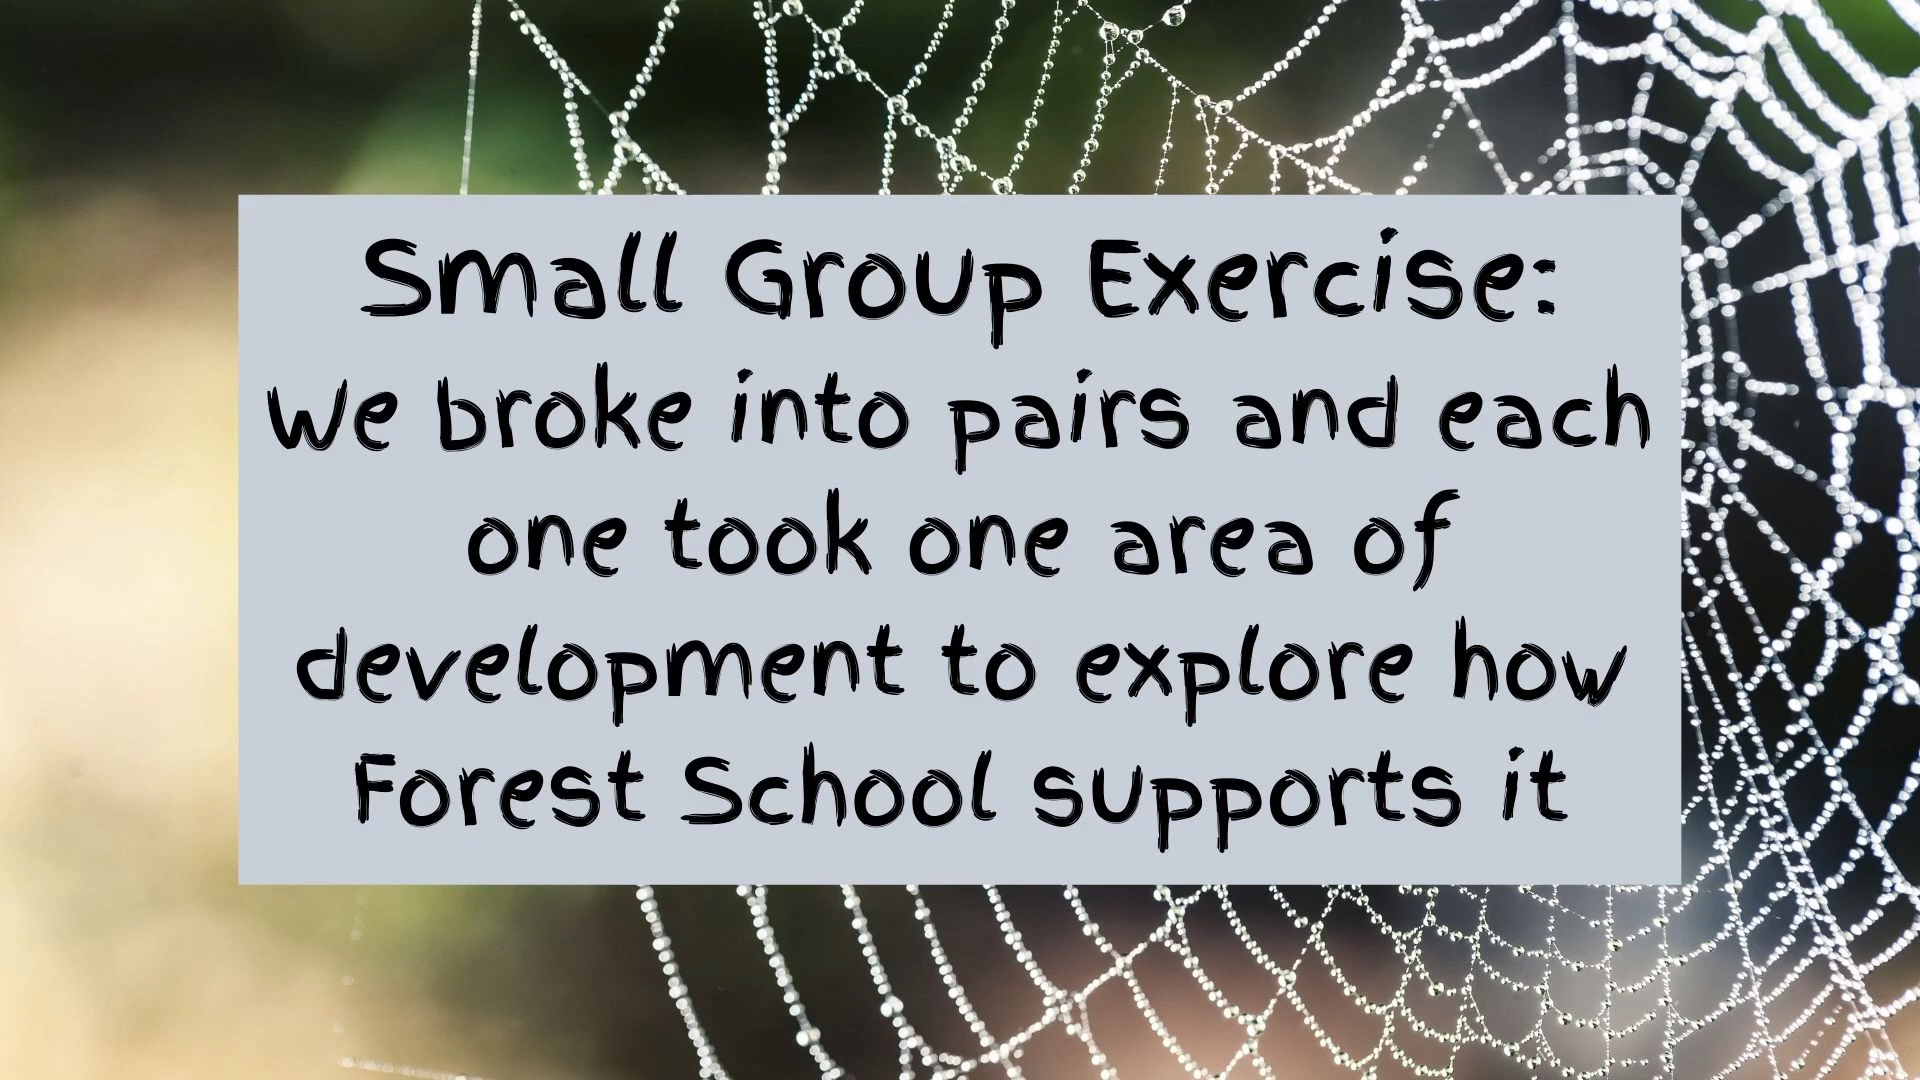 Small Group Exercise:
We broke into pairs and each
one took one area of
development to explore how
Forest School supports it